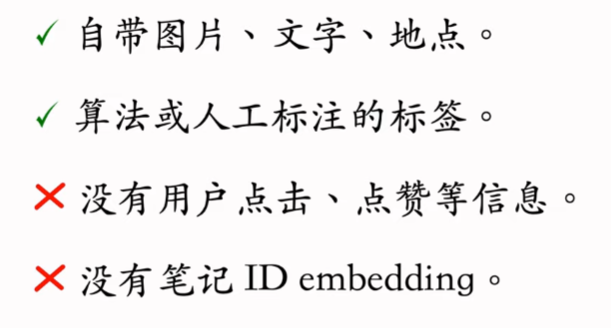 ✓ 自带图片、文字、地点。
✓ 算法或人工标注的标签。
✗ 没有用户点击、点赞等信息。
✗ 没有笔记 ID embedding。